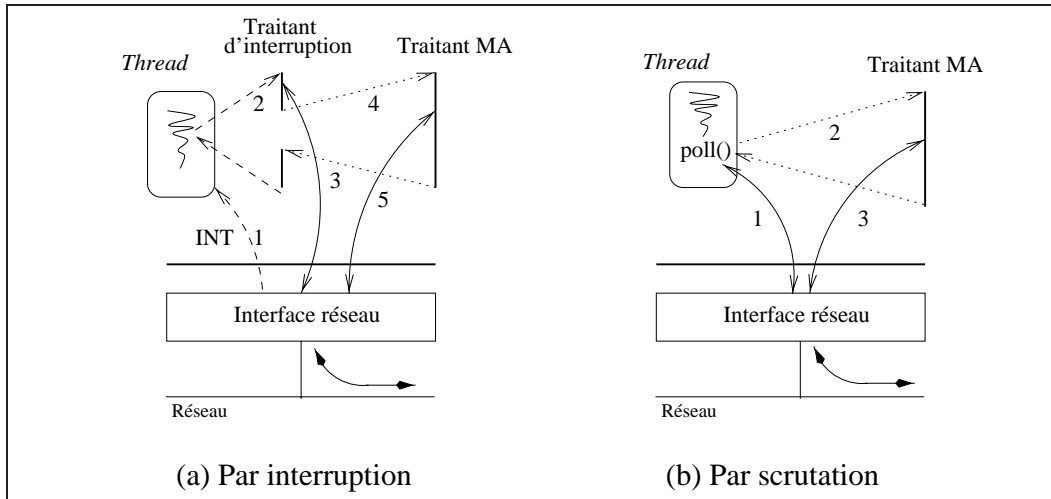 Traitant
d'interruption
Traitant MA
Thread
2
4
3
5
INT
1
Interface réseau
Réseau
(a) Par interruption
Thread
Traitant MA
poll()
2
1
3
Interface réseau
Réseau
(b) Par scrutation